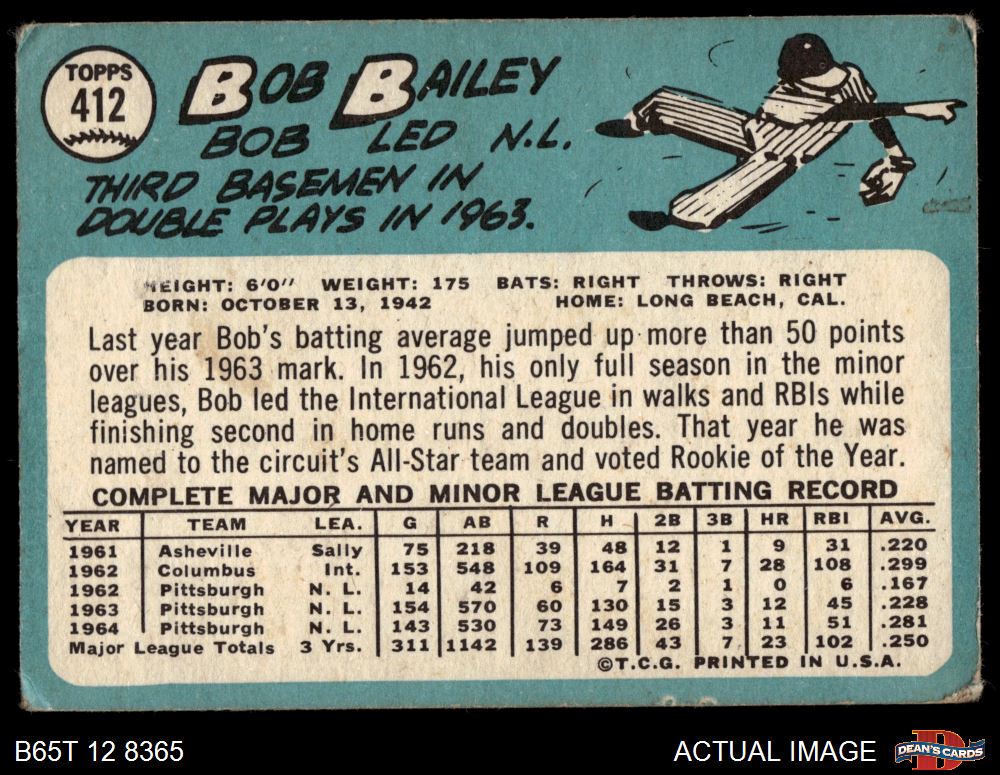 TOPPS
412
BOB BAILEY
BOB LED N.L.
THIRD BASEMEN IN
DOUBLE PLAYS IN 1963.
HEIGHT: 6'0" WEIGHT: 175 BATS: RIGHT THROWS: RIGHT
BORN: OCTOBER 13, 1942 HOME: LONG BEACH, CAL.
Last year Bob's batting average jumped up more than 50 points
over his 1963 mark. In 1962, his only full season in the minor
leagues, Bob led the International League in walks and RBIs while
finishing second in home runs and doubles. That year he was
named to the circuit's All-Star team and voted Rookie of the Year.
COMPLETE MAJOR AND MINOR LEAGUE BATTING RECORD
YEAR TEAM LEA. G AB R H 2B 3B HR RBI AVG.
1961 Asheville Sally 75 218 39 48 12 1 9 31 .220
1962 Columbus Int. 153 548 109 164 31 7 28 108 .299
1962 Pittsburgh N. L. 14 42 6 7 2 1 0 6 .167
1963 Pittsburgh N. L. 154 570 60 130 15 3 12 45 .228
1964 Pittsburgh N. L. 143 530 73 149 26 3 11 51 .281
Major League Totals 3 Yrs. 311 1142 139 286 43 7 23 102 .250
©T.C.G. PRINTED IN U.S.A.
B65T 12 8365 ACTUAL IMAGE DEAN'S CARDS